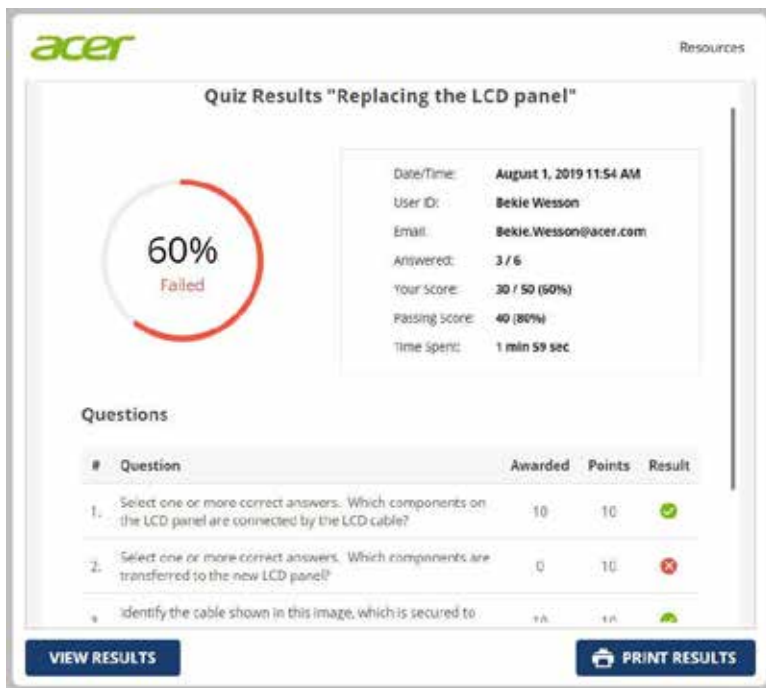 acer
Resources
Quiz Results "Replacing the LCD panel"
60%
Failed
Date/Time: August 1, 2019 11:54 AM
User ID: Bekie Wesson
Email: Bekie.Wesson@acer.com
Answered: 3 / 6
Your Score: 30 / 50 (60%)
Passing Score: 40 (80%)
Time Spent: 1 min 59 sec
Questions
# Question Awarded Points Result
1. Select one or more correct answers. Which components on
the LCD panel are connected by the LCD cable? 10 10
2. Select one or more correct answers. Which components are
transferred to the new LCD panel? 0 10
Identify the cable shown in this image, which is secured to
VIEW RESULTS
PRINT RESULTS